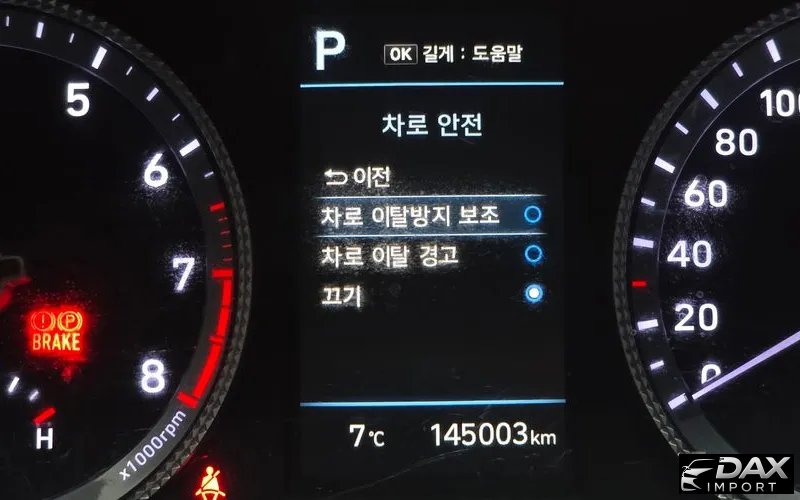 P
OK 길게 : 도움말
차로 안전
이전
차로 이탈방지 보조
차로 이탈 경고
끄기
7℃ 145003km
5
6
7
8
x1000rpm
H
(!) (P)
BRAKE
100
80
60
40
20
0
DAX
IMPORT